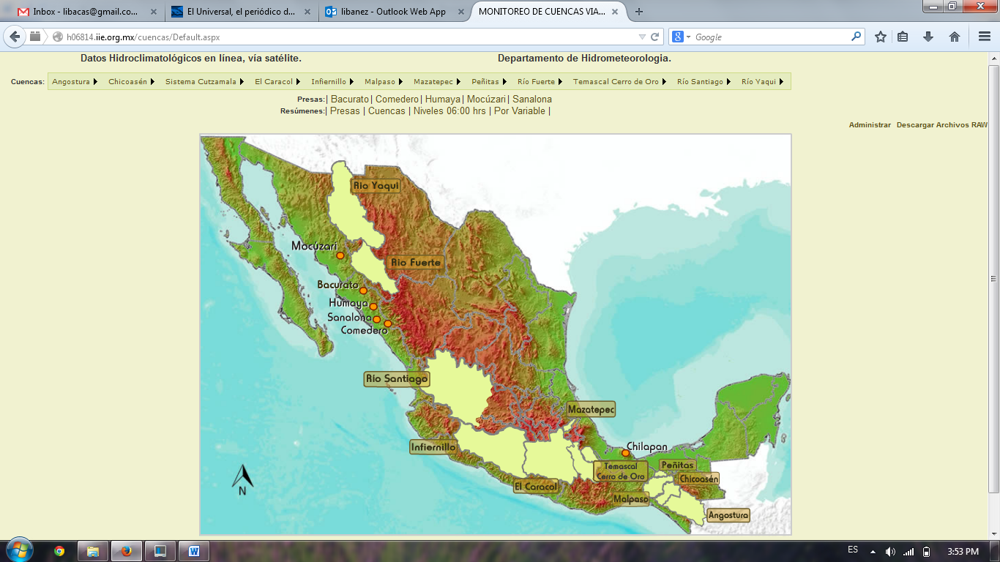 Inbox - libacas@gmail.co...
El Universal, el periódico d...
libanez - Outlook Web App
MONITOREO DE CUENCAS VIA...
h06814.iie.org.mx/cuencas/Default.aspx
Google
Datos Hidroclimatológicos en línea, vía satélite.
Departamento de Hidrometeorologia.
Cuencas: Angostura Chicoasén Sistema Cutzamala El Caracol Infiernillo Malpaso Mazatepec Peñitas Río Fuerte Temascal Cerro de Oro Río Santiago Río Yaqui
Presas:| Bacurato| Comedero| Humaya| Mocúzari| Sanalona
Resúmenes:| Presas | Cuencas | Niveles 06:00 hrs | Por Variable |
Administrar Descargar Archivos RAW
Rio Yaqui
Mocúzari
Rio Fuerte
Bacurato
Humaya
Sanalona
Comedero
Río Santiago
Mazatepec
Infiernillo
Chilapan
Temascal
Cerro de Oro
Peñitas
Chicoasén
El Caracol
Malpaso
Angostura
N
ES
3:53 PM